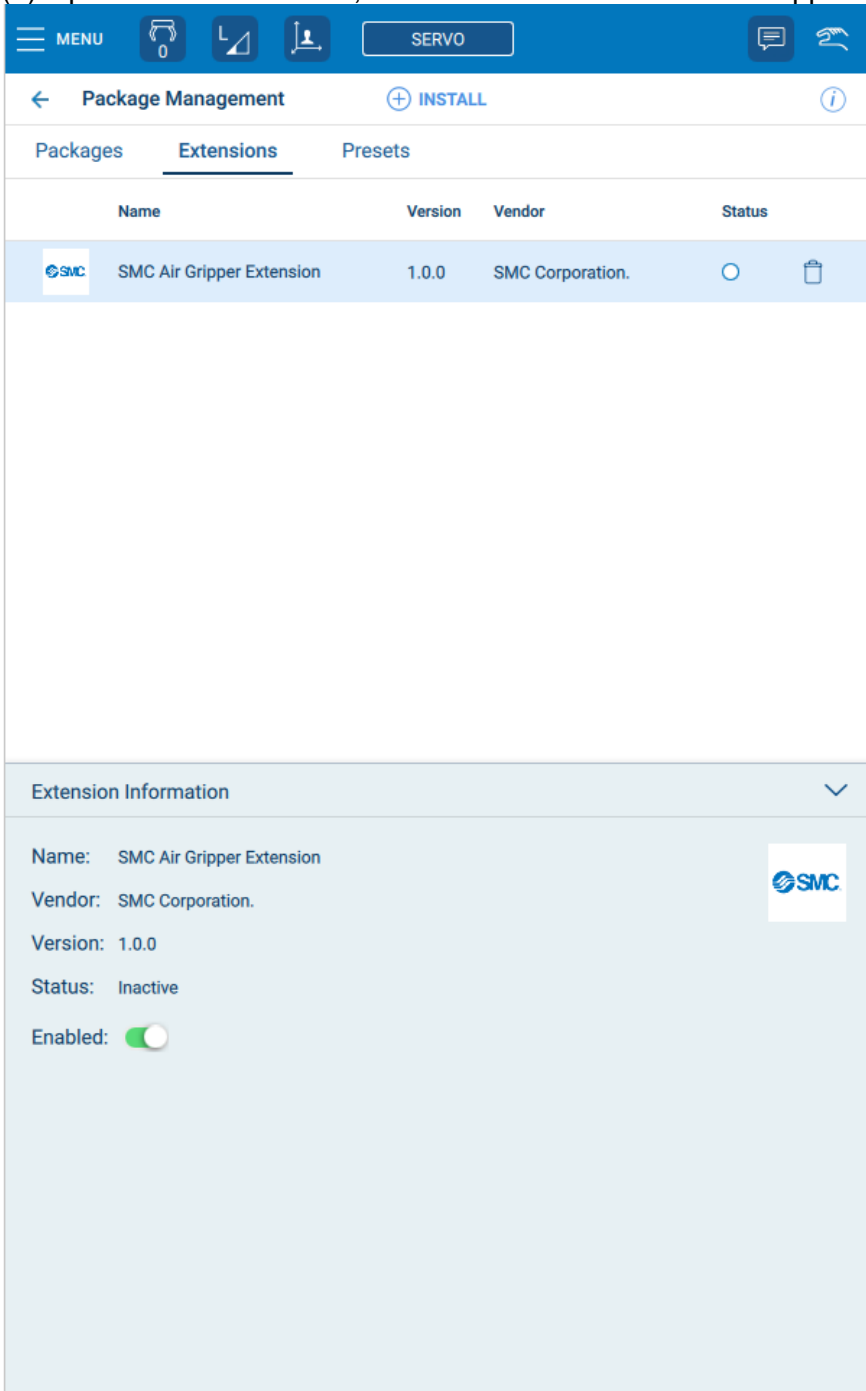 MENU 0 L SERVO
Package Management INSTALL i
Packages Extensions Presets
Name Version Vendor Status
SMC SMC Air Gripper Extension 1.0.0 SMC Corporation.
Extension Information
Name: SMC Air Gripper Extension
SMC.
Vendor: SMC Corporation.
Version: 1.0.0
Status: Inactive
Enabled: